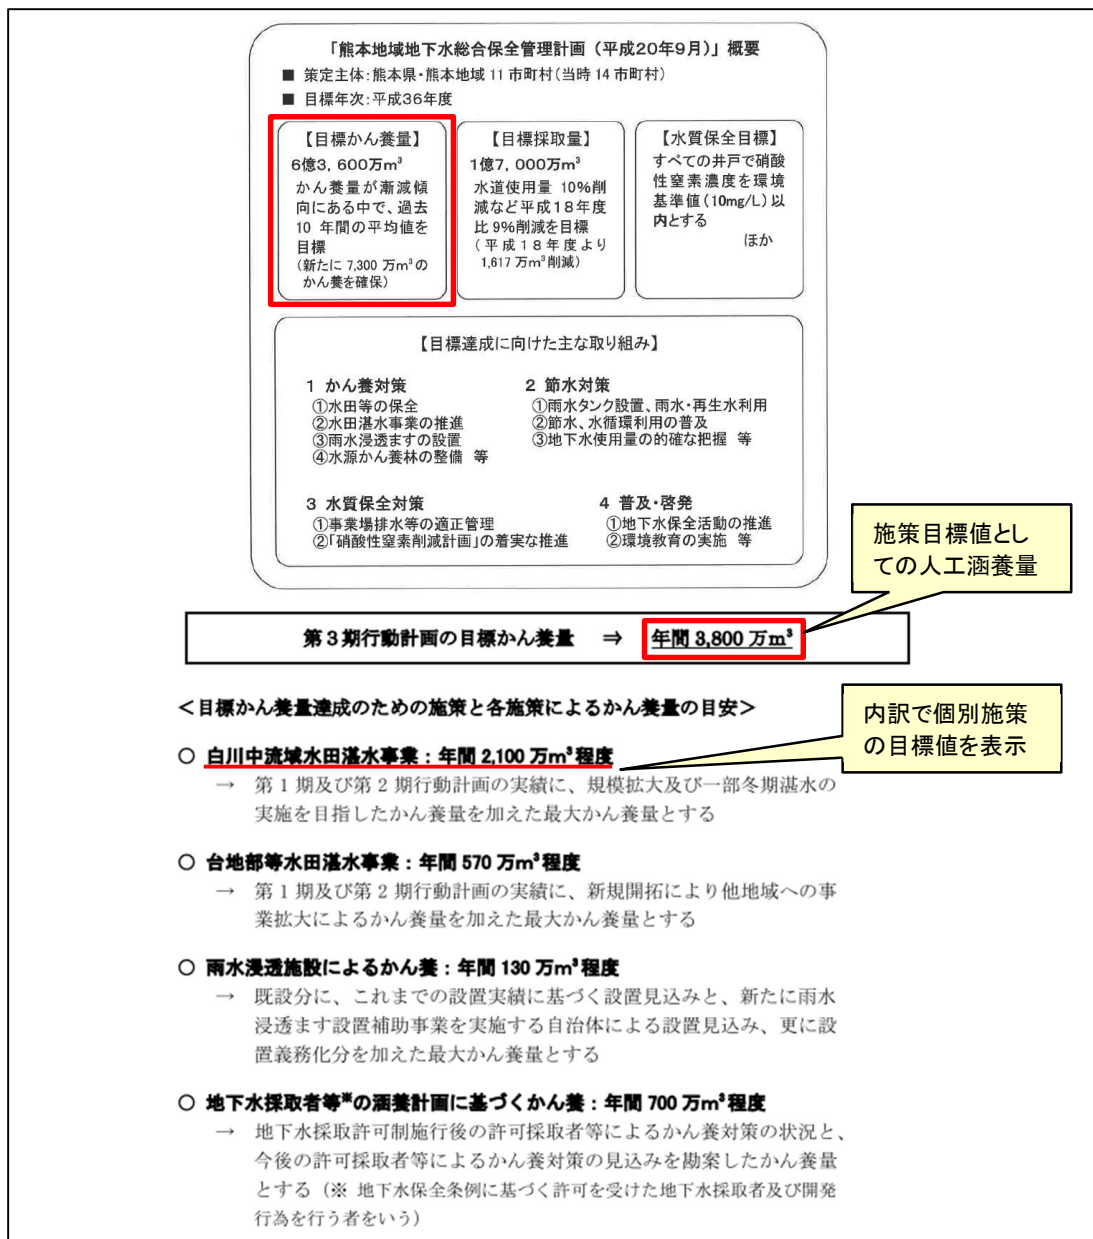 「熊本地域地下水総合保全管理計画（平成20年9月）」概要
■ 策定主体:熊本県・熊本地域 11 市町村(当時 14 市町村)
■ 目標年次:平成36年度
【目標かん養量】
6億3, 600万m³
かん養量が漸減傾
向にある中で、過去
10 年間の平均値を
目標
(新たに 7,300 万m³の
かん養を確保)
【目標採取量】
1億7, 000万m³
水道使用量 10%削
減など平成18年度
比 9%削減を目標
(平成18年度より
1,617 万m³削減)
【水質保全目標】
すべての井戸で硝酸
性窒素濃度を環境
基準値(10mg/L)以
内とする
ほか
【目標達成に向けた主な取り組み】
1 かん養対策
①水田等の保全
②水田湛水事業の推進
③雨水浸透ますの設置
④水源かん養林の整備 等
2 節水対策
①雨水タンク設置、雨水・再生水利用
②節水、水循環利用の普及
③地下水使用量の的確な把握 等
3 水質保全対策
①事業場排水等の適正管理
②「硝酸性窒素削減計画」の着実な推進
4 普及・啓発
①地下水保全活動の推進
②環境教育の実施 等
施策目標値とし
ての人工涵養量
第3期行動計画の目標かん養量 ⇒ 年間 3,800 万m³
＜目標かん養量達成のための施策と各施策によるかん養量の目安＞
内訳で個別施策
の目標値を表示
○ 白川中流域水田湛水事業：年間 2,100 万m³程度
→ 第1期及び第2期行動計画の実績に、規模拡大及び一部冬期湛水の
実施を目指したかん養量を加えた最大かん養量とする
○ 台地部等水田湛水事業：年間 570 万m³程度
→ 第1期及び第2期行動計画の実績に、新規開拓により他地域への事
業拡大によるかん養量を加えた最大かん養量とする
○ 雨水浸透施設によるかん養：年間 130 万m³程度
→ 既設分に、これまでの設置実績に基づく設置見込みと、新たに雨水
浸透ます設置補助事業を実施する自治体による設置見込み、更に設
置義務化分を加えた最大かん養量とする
○ 地下水採取者等※の涵養計画に基づくかん養：年間 700 万m³程度
→ 地下水採取許可制施行後の許可採取者等によるかん養対策の状況と、
今後の許可採取者等によるかん養対策の見込みを勘案したかん養量
とする（※ 地下水保全条例に基づく許可を受けた地下水採取者及び開発
行為を行う者をいう）